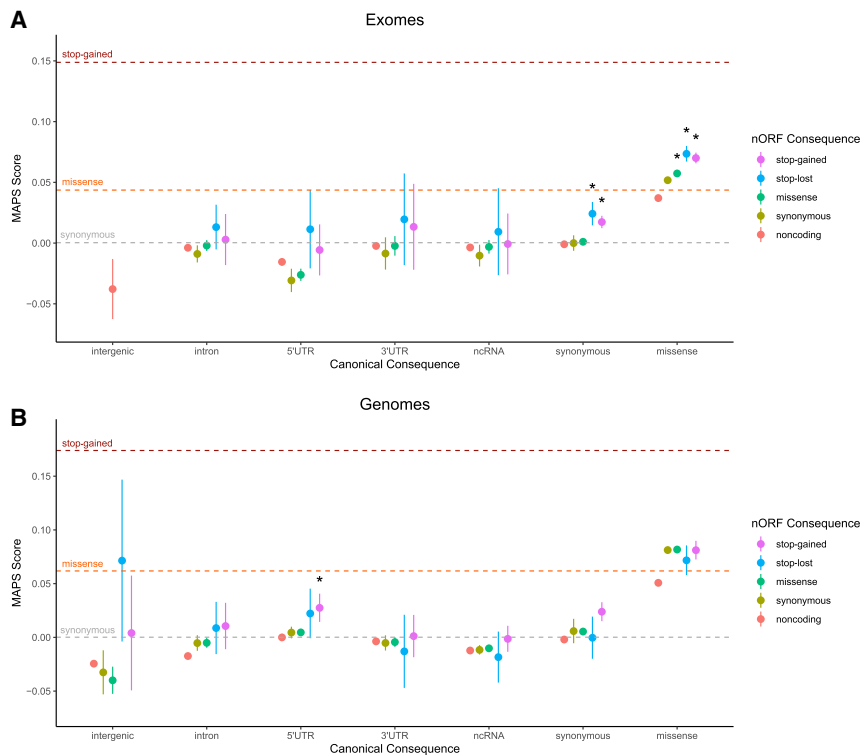 A
Exomes
stop-gained
missense
synonymous
0.15
0.10
0.05
0.00
−0.05
MAPS Score
* * * * *
intergenic intron 5'UTR 3'UTR ncRNA synonymous missense
Canonical Consequence
nORF Consequence
stop-gained
stop-lost
missense
synonymous
noncoding
B
Genomes
stop-gained
missense
synonymous
0.15
0.10
0.05
0.00
−0.05
MAPS Score
*
intergenic intron 5'UTR 3'UTR ncRNA synonymous missense
Canonical Consequence
nORF Consequence
stop-gained
stop-lost
missense
synonymous
noncoding